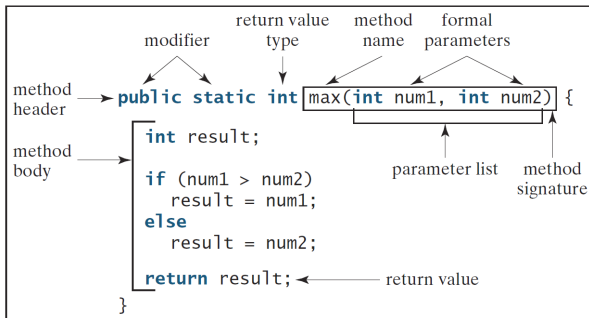 return value method formal
modifier type name parameters
method header
public static int max(int num1, int num2) {
method body
int result;
parameter list method signature
if (num1 > num2)
result = num1;
else
result = num2;
return result; return value
}